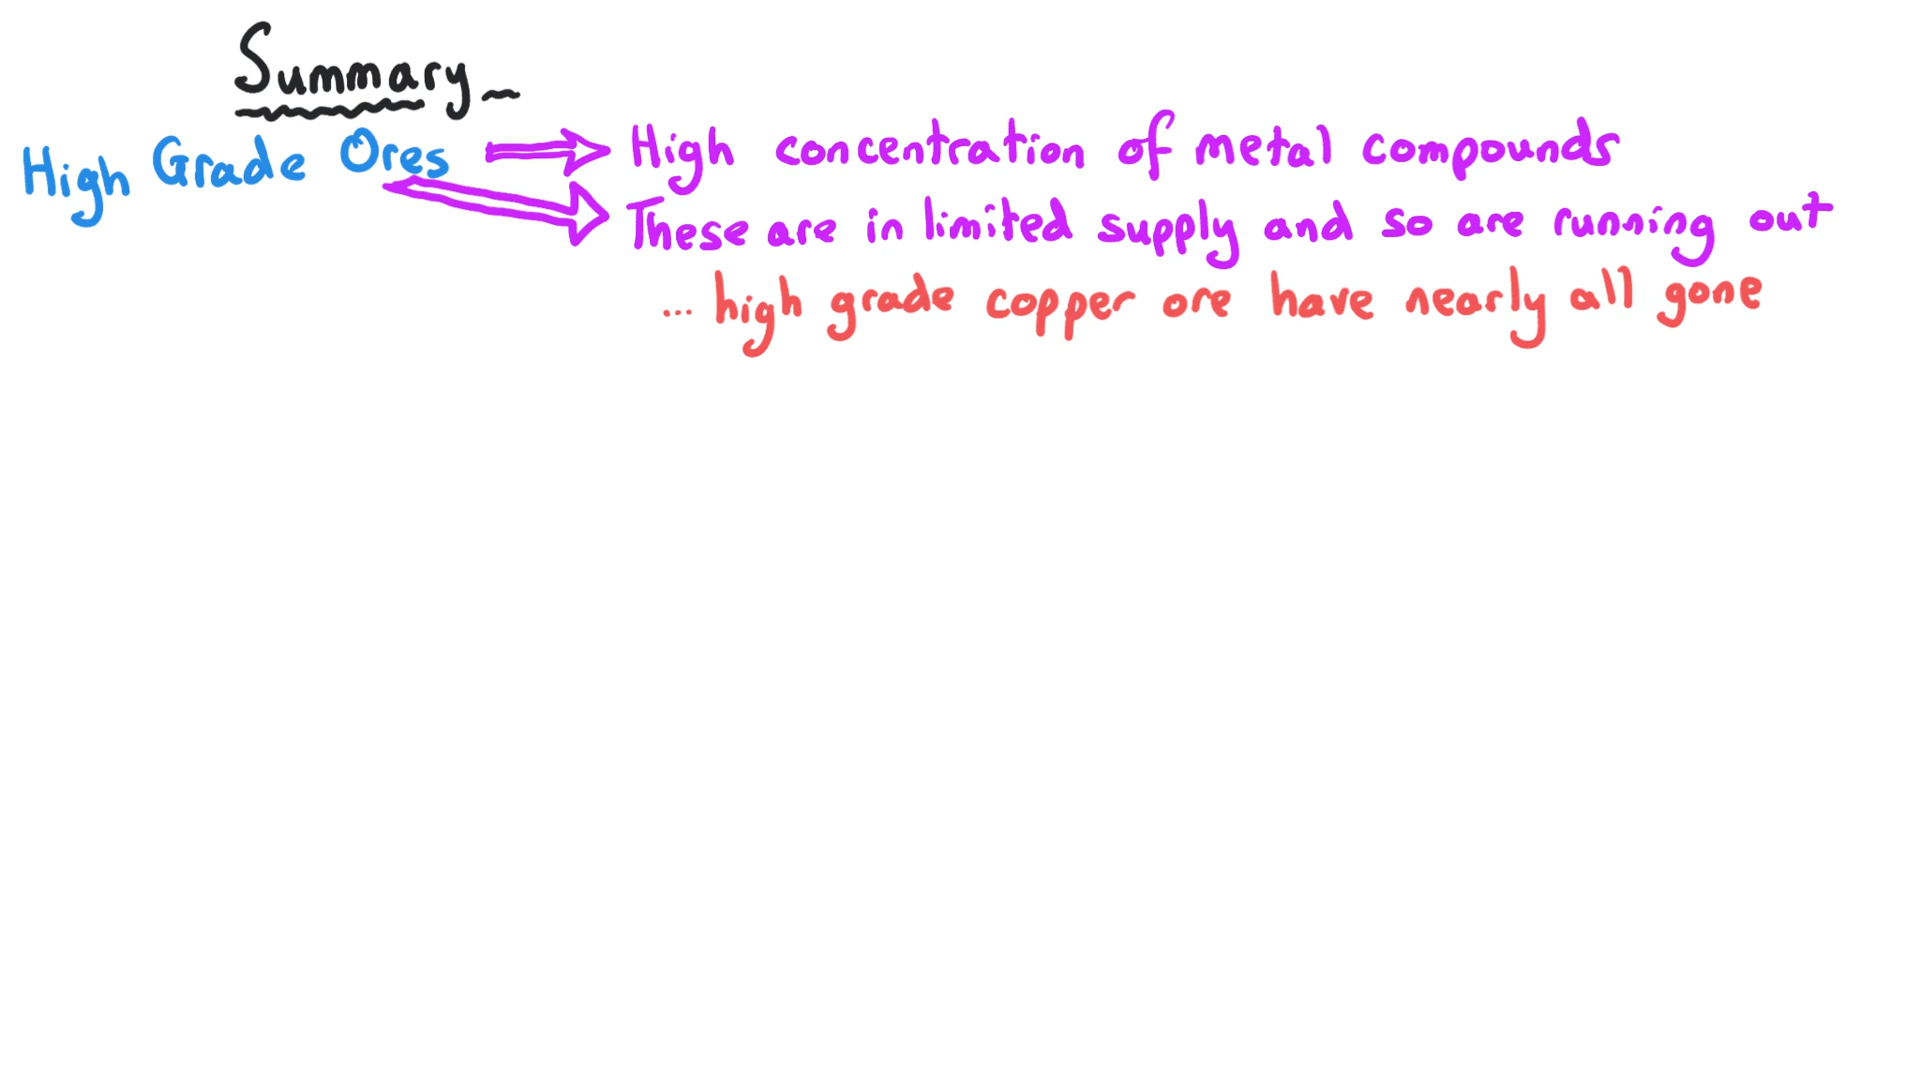 Summary
High Grade Ores ⇒ High concentration of metal compounds
These are in limited supply and so are running out
... high grade copper ore have nearly all gone